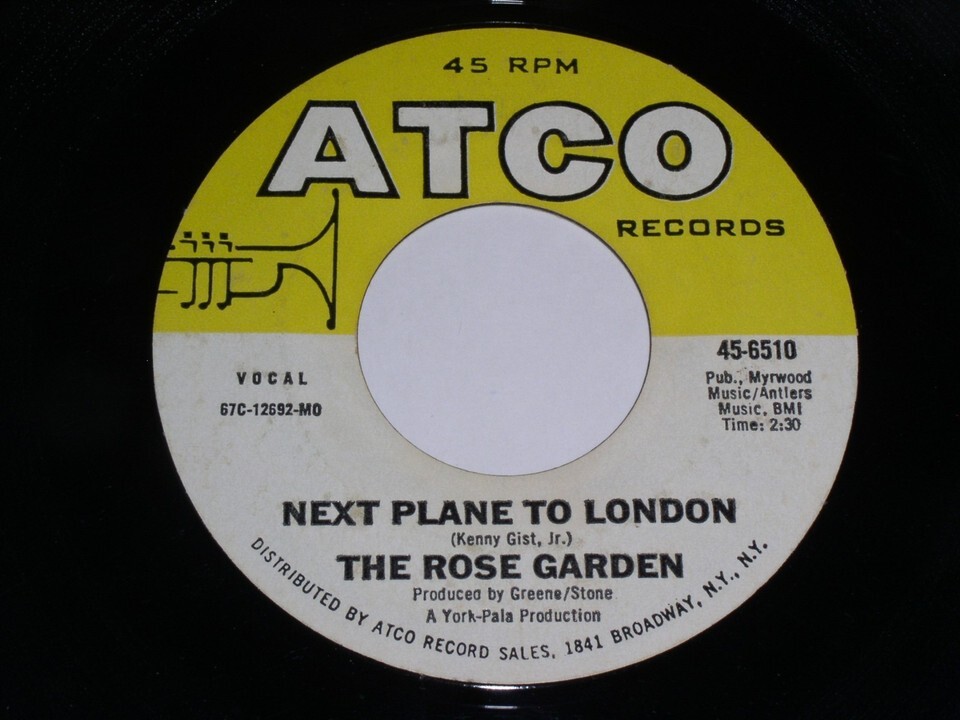 45 RPM
ATCO
RECORDS
VOCAL
67C-12692-MO
45-6510
Pub., Myrwood
Music/Antlers
Music, BMI
Time: 2:30
NEXT PLANE TO LONDON
(Kenny Gist, Jr.)
THE ROSE GARDEN
Produced by Greene/Stone
A York-Pala Production
DISTRIBUTED BY ATCO RECORD SALES, 1841 BROADWAY, N.Y., N.Y.